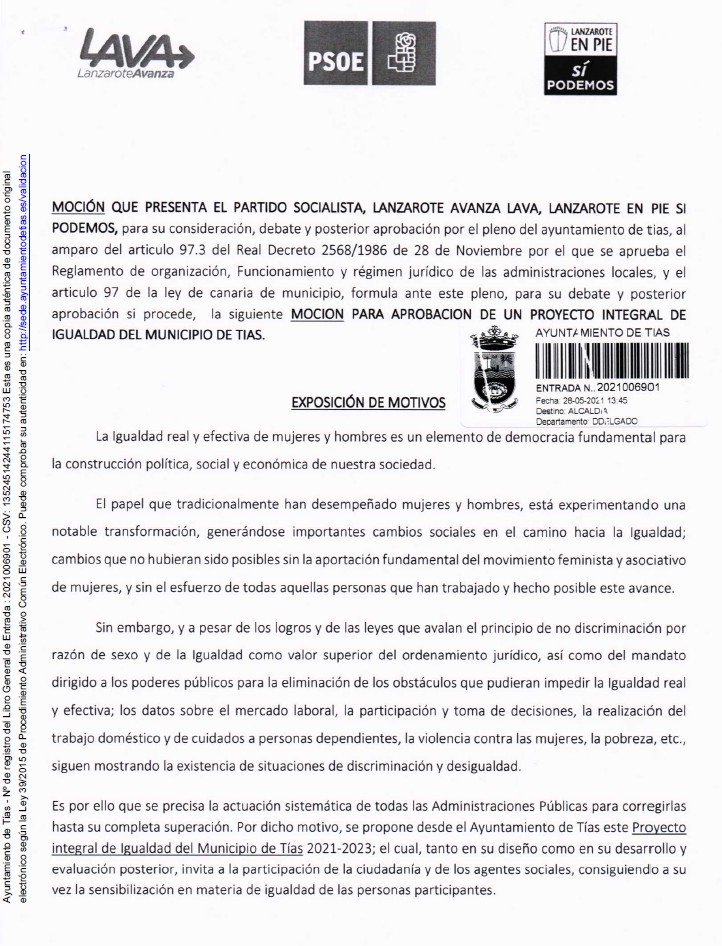 LAVA
LanzaroteAvanza
PSOE
LANZAROTE
EN PIE
SÍ
PODEMOS
MOCIÓN QUE PRESENTA EL PARTIDO SOCIALISTA, LANZAROTE AVANZA LAVA, LANZAROTE EN PIE SI
PODEMOS, para su consideración, debate y posterior aprobación por el pleno del ayuntamiento de tias, al
amparo del articulo 97.3 del Real Decreto 2568/1986 de 28 de Noviembre por el que se aprueba el
Reglamento de organización, Funcionamiento y régimen jurídico de las administraciones locales, y el
articulo 97 de la ley de canaria de municipio, formula ante este pleno, para su debate y posterior
aprobación si procede, la siguiente MOCION PARA APROBACION DE UN PROYECTO INTEGRAL DE
IGUALDAD DEL MUNICIPIO DE TIAS.
AYUNTAMIENTO DE TIAS
ENTRADA N.: 2021006901
Fecha: 28-05-2021 13:45
Destino: ALCALDIA
Departamento: DD.ELGADO
EXPOSICIÓN DE MOTIVOS
La Igualdad real y efectiva de mujeres y hombres es un elemento de democracia fundamental para
la construcción política, social y económica de nuestra sociedad.
El papel que tradicionalmente han desempeñado mujeres y hombres, está experimentando una
notable transformación, generándose importantes cambios sociales en el camino hacia la Igualdad;
cambios que no hubieran sido posibles sin la aportación fundamental del movimiento feminista y asociativo
de mujeres, y sin el esfuerzo de todas aquellas personas que han trabajado y hecho posible este avance.
Sin embargo, y a pesar de los logros y de las leyes que avalan el principio de no discriminación por
razón de sexo y de la Igualdad como valor superior del ordenamiento jurídico, así como del mandato
dirigido a los poderes públicos para la eliminación de los obstáculos que pudieran impedir la Igualdad real
y efectiva; los datos sobre el mercado laboral, la participación y toma de decisiones, la realización del
trabajo doméstico y de cuidados a personas dependientes, la violencia contra las mujeres, la pobreza, etc.,
siguen mostrando la existencia de situaciones de discriminación y desigualdad.
Es por ello que se precisa la actuación sistemática de todas las Administraciones Públicas para corregirlas
hasta su completa superación. Por dicho motivo, se propone desde el Ayuntamiento de Tías este Proyecto
integral de Igualdad del Municipio de Tías 2021-2023; el cual, tanto en su diseño como en su desarrollo y
evaluación posterior, invita a la participación de la ciudadanía y de los agentes sociales, consiguiendo a su
vez la sensibilización en materia de igualdad de las personas participantes.
Ayuntamiento de Tías - Nº de registro del Libro General de Entrada : 2021006901 - CSV: 13524514244115174753 Esta es una copia auténtica de documento original
electrónico según la Ley 39/2015 de Procedimiento Administrativo Común Electrónico. Puede comprobar su autenticidad en: http://sede.ayuntamientodetias.es/validacion